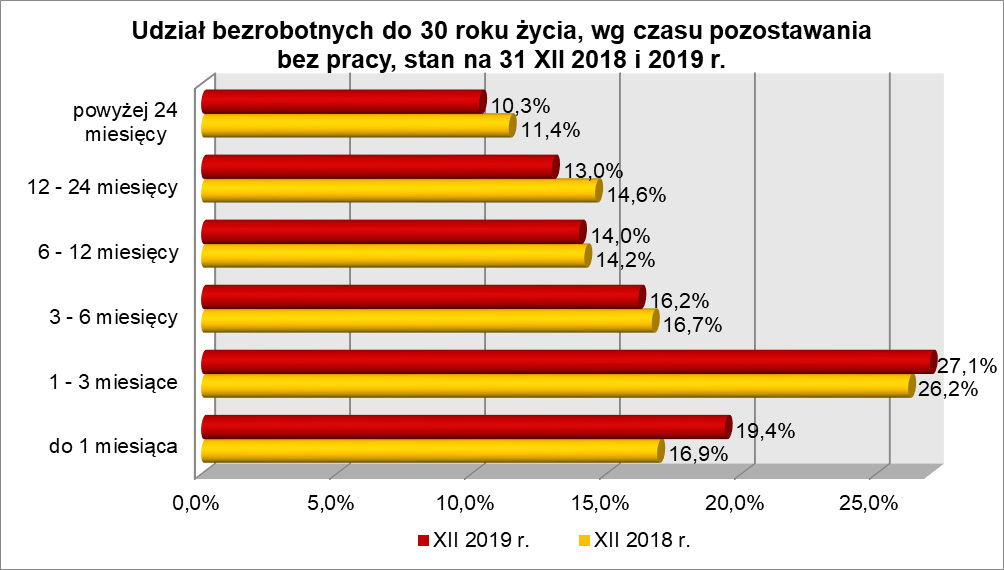 Udział bezrobotnych do 30 roku życia, wg czasu pozostawania
bez pracy, stan na 31 XII 2018 i 2019 r.
powyżej 24
miesięcy
10,3%
11,4%
12 - 24 miesięcy
13,0%
14,6%
6 - 12 miesięcy
14,0%
14,2%
3 - 6 miesięcy
16,2%
16,7%
1 - 3 miesiące
27,1%
26,2%
do 1 miesiąca
19,4%
16,9%
0,0% 5,0% 10,0% 15,0% 20,0% 25,0%
XII 2019 r. XII 2018 r.